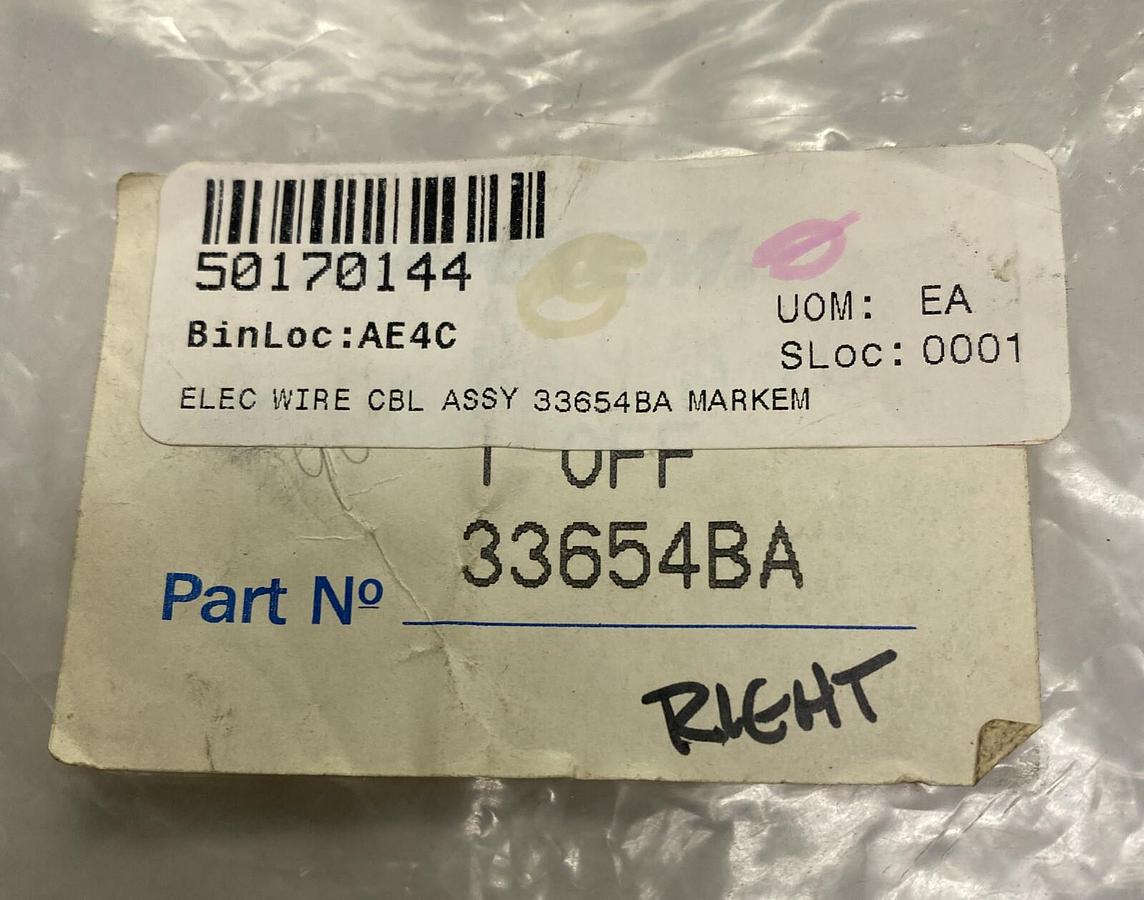 50170144
BinLoc:AE4C
UOM: EA
SLoc: 0001
ELEC WIRE CBL ASSY 33654BA MARKEM
1 OFF
33654BA
Part Nº
RIGHT